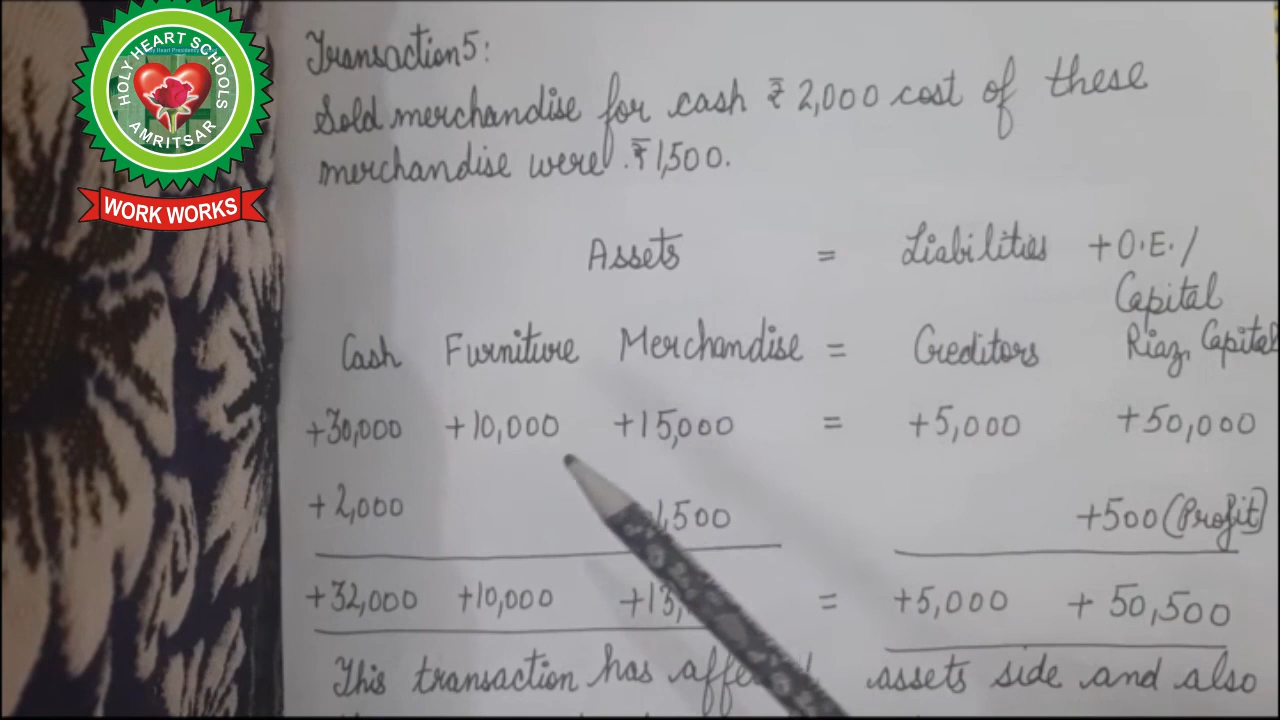 HOLY HEART SCHOOLS
AMRITSAR
WORK WORKS
Transaction 5:
Sold merchandise for cash ₹ 2,000 cost of these
merchandise were ₹ 1,500.
Assets = Liabilities + O.E. /
Capital
Cash Furniture Merchandise = Creditors Riaz, Capital
+30,000 +10,000 +15,000 = +5,000 +50,000
+2,000 1,500 +500 (Profit)
+32,000 +10,000 = +5,000 + 50,500
This transaction has assets side and also